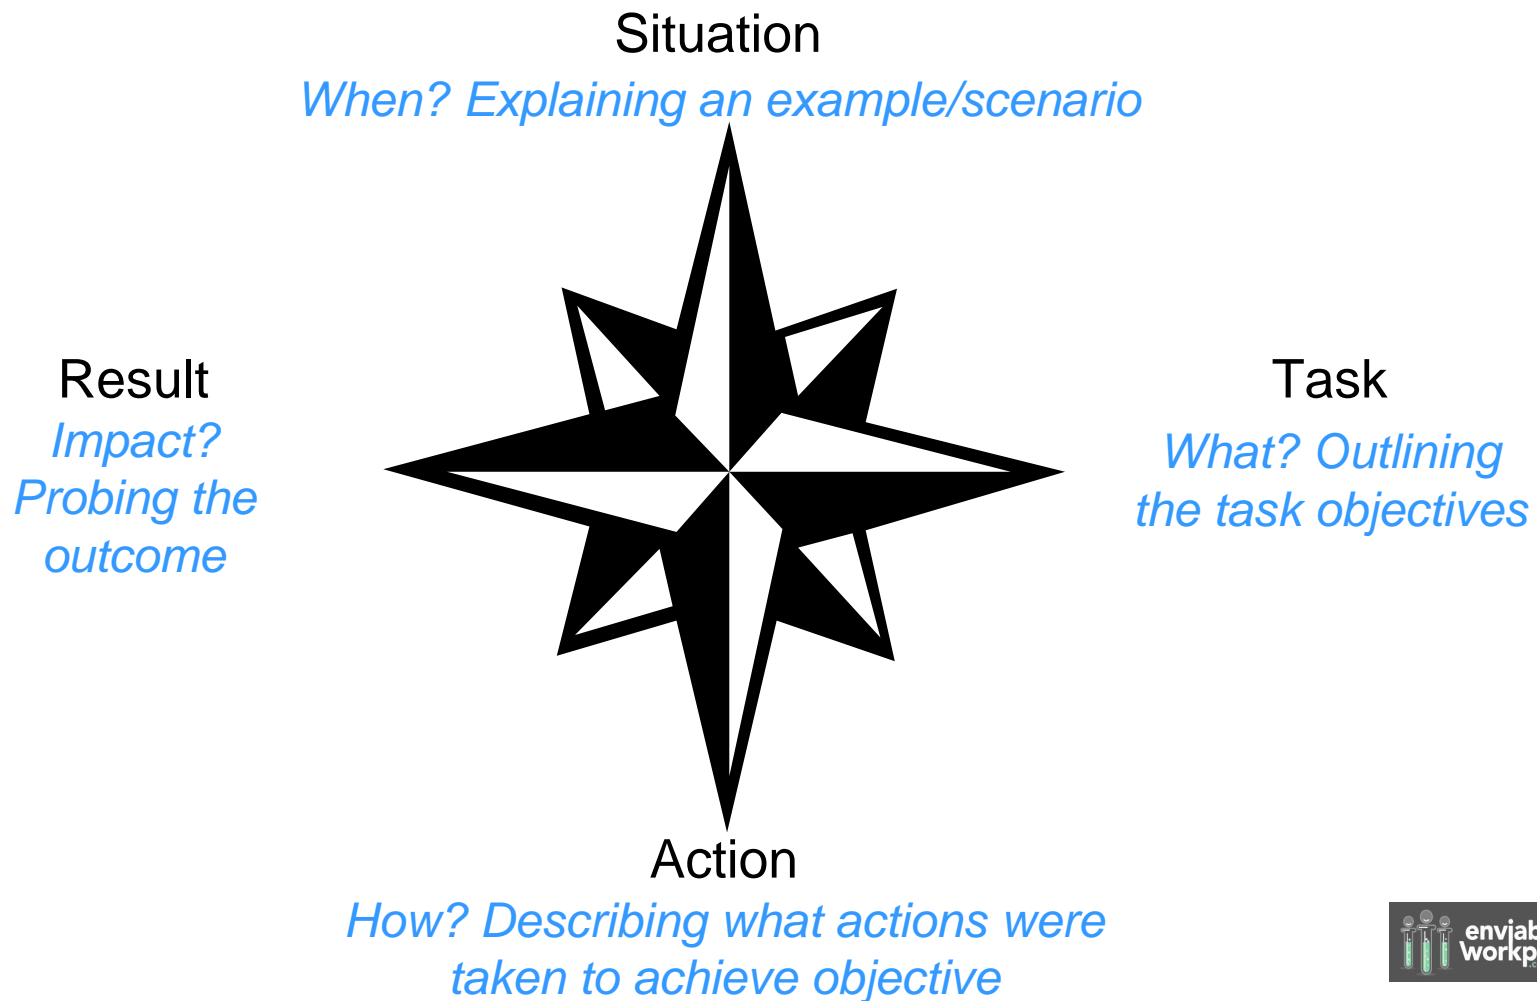 Situation
When? Explaining an example/scenario
Result
Impact?
Probing the
outcome
Task
What? Outlining
the task objectives
Action
How? Describing what actions were
taken to achieve objective